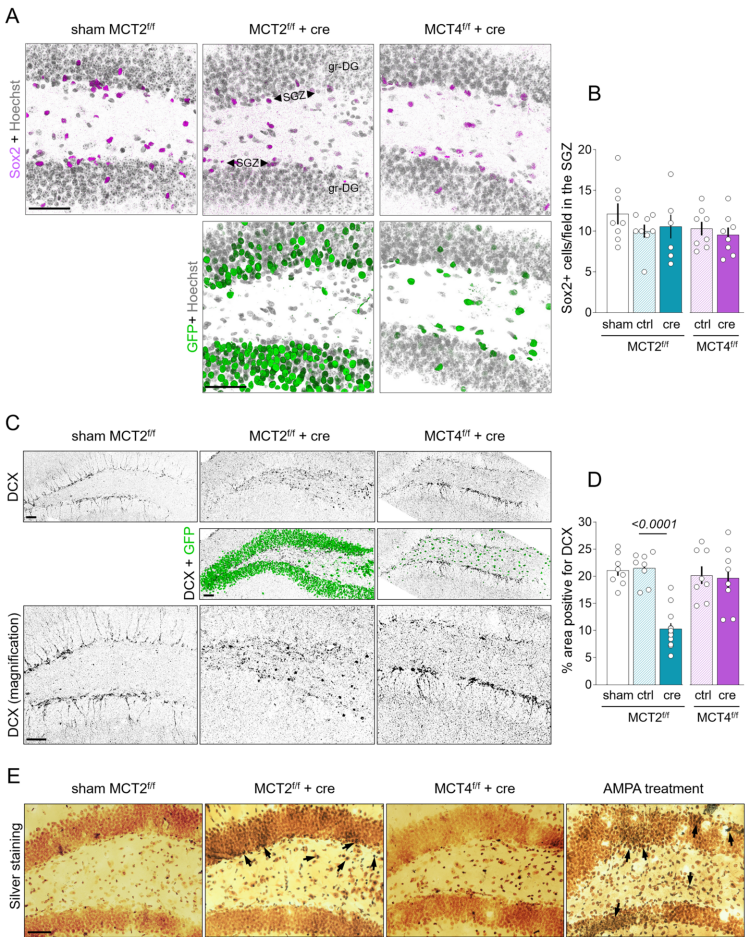 A
sham MCT2f/f
MCT2f/f + cre
MCT4f/f + cre
Sox2 + Hoechst
gr-DG
SGZ
SGZ
gr-DG
GFP+ Hoechst
B
Sox2+ cells/field in the SGZ
20
15
10
5
0
sham ctrl cre ctrl cre
MCT2f/f MCT4f/f
C
sham MCT2f/f
MCT2f/f + cre
MCT4f/f + cre
DCX
DCX + GFP
DCX (magnification)
D
% area positive for DCX
<0.0001
30
25
20
15
10
5
0
sham ctrl cre ctrl cre
MCT2f/f MCT4f/f
E
sham MCT2f/f
MCT2f/f + cre
MCT4f/f + cre
AMPA treatment
Silver staining